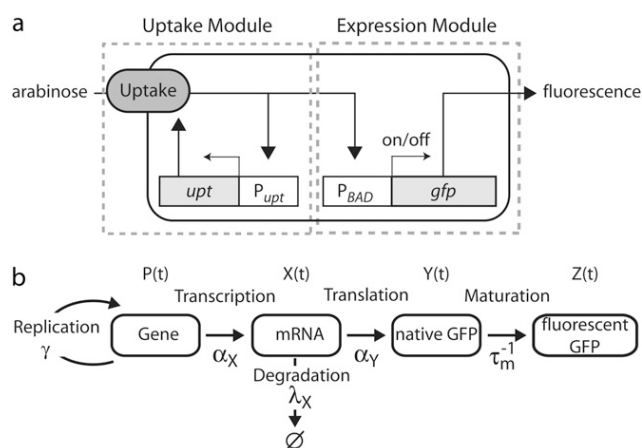 a
Uptake Module Expression Module
arabinose Uptake fluorescence
on/off
upt P_upt P_BAD gfp
b
P(t) X(t) Y(t) Z(t)
Transcription Translation Maturation
Replication
γ
Gene mRNA native GFP fluorescent
GFP
α_X α_Y τ_m^-1
Degradation
λ_X
∅